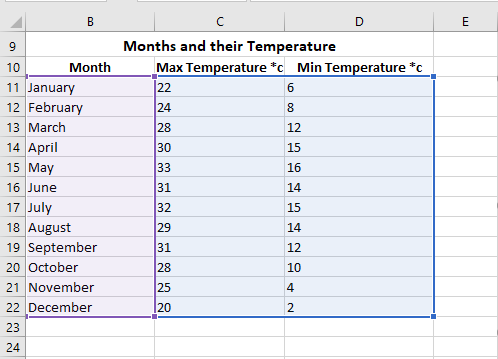 B C D E
9 Months and their Temperature
10 Month Max Temperature *c Min Temperature *c
11 January 22 6
12 February 24 8
13 March 28 12
14 April 30 15
15 May 33 16
16 June 31 14
17 July 32 15
18 August 29 14
19 September 31 12
20 October 28 10
21 November 25 4
22 December 20 2
23
24